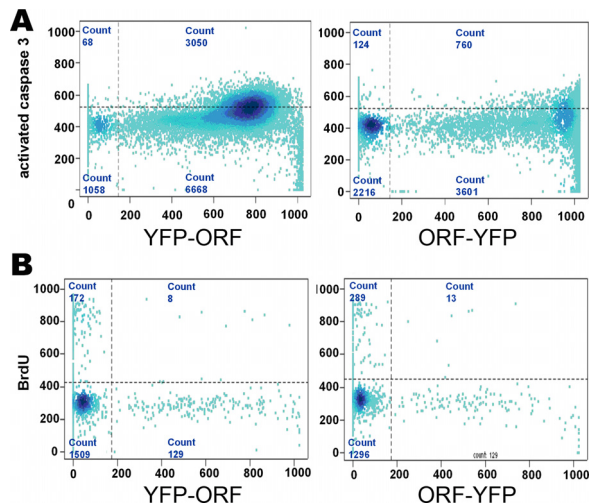 A
activated caspase 3
1000
800
600
400
200
0
Count
68
Count
3050
Count
1058
Count
6668
0 200 400 600 800 1000
YFP-ORF
1000
800
600
400
200
0
Count
124
Count
760
Count
2216
Count
3601
0 200 400 600 800 1000
ORF-YFP
B
BrdU
1000
800
600
400
200
0
Count
172
Count
8
Count
1509
Count
129
0 200 400 600 800 1000
YFP-ORF
1000
800
600
400
200
0
Count
289
Count
13
Count
1296
count: 129
0 200 400 600 800 1000
ORF-YFP